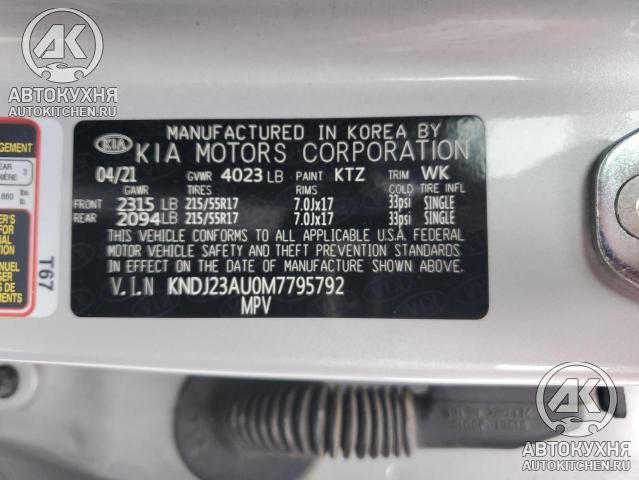 АК
АВТОКУХНЯ
AUTOKITCHEN.RU
MANUFACTURED IN KOREA BY
KIA KIA MOTORS CORPORATION
04/21 GVWR 4023 LB PAINT KTZ TRIM WK
GAWR TIRES RIMS COLD TIRE INFL
FRONT 2315 LB 215/55R17 7.0Jx17 33psi SINGLE
REAR 2094 LB 215/55R17 7.0Jx17 33psi SINGLE
THIS VEHICLE CONFORMS TO ALL APPLICABLE U.S.A. FEDERAL
MOTOR VEHICLE SAFETY AND THEFT PREVENTION STANDARDS
IN EFFECT ON THE DATE OF MANUFACTURE SHOWN ABOVE.
V.I.N KNDJ23AU0M7795792
MPV
T67
3
860 lbs.
АК
АВТОКУХНЯ
AUTOKITCHEN.RU